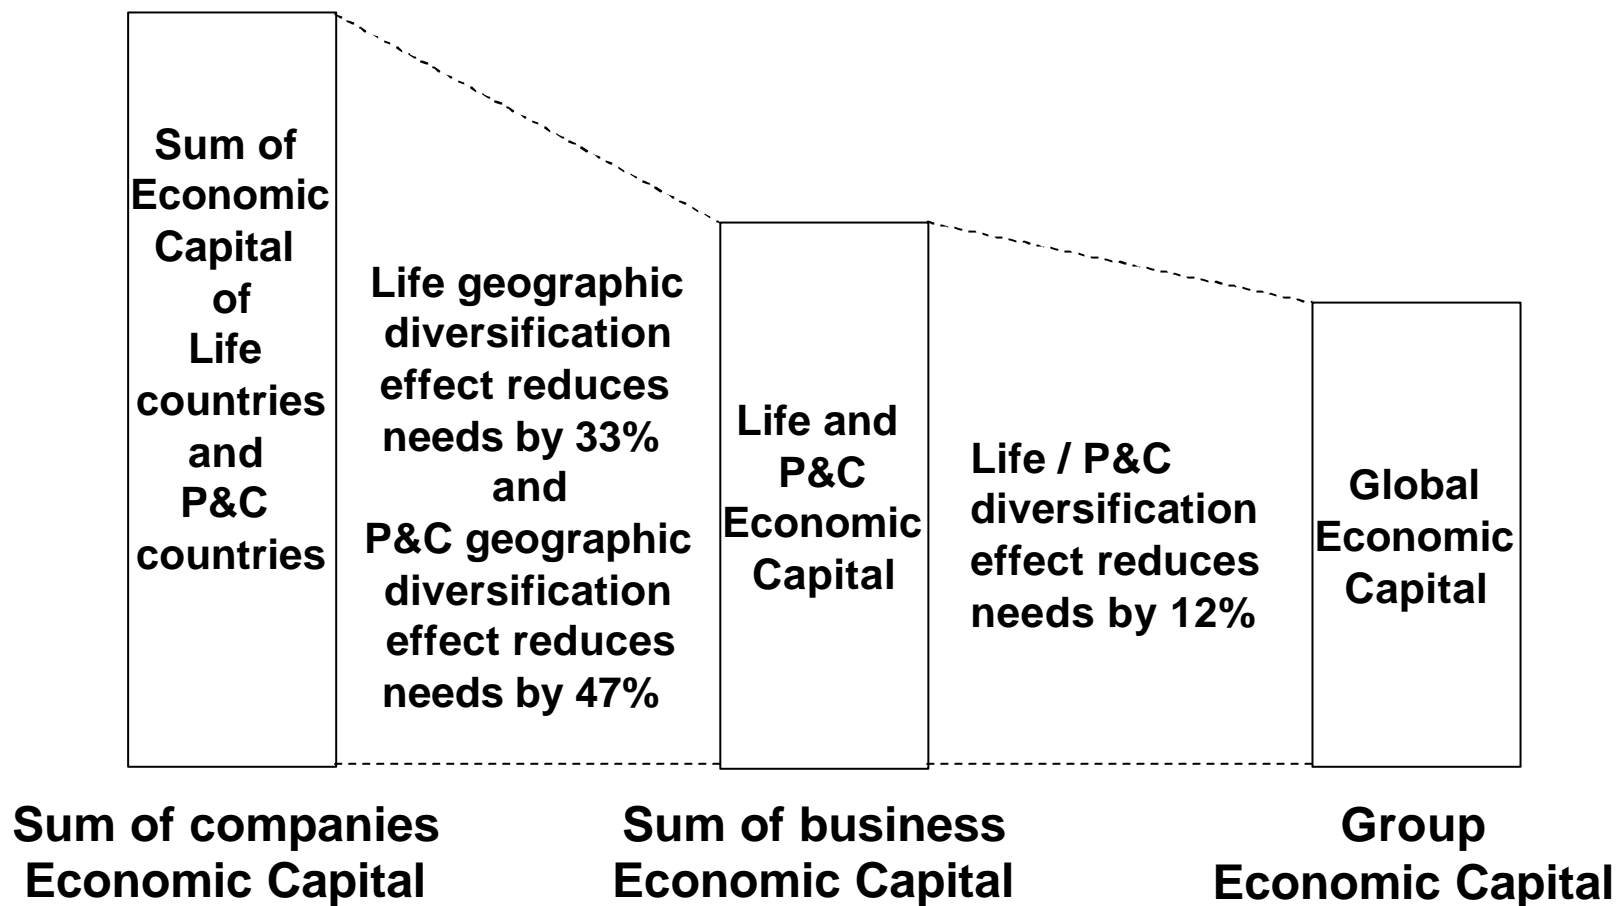 Sum of
Economic
Capital
of
Life
countries
and
P&C
countries
Life geographic
diversification
effect reduces
needs by 33%
and
P&C geographic
diversification
effect reduces
needs by 47%
Life and
P&C
Economic
Capital
Life / P&C
diversification
effect reduces
needs by 12%
Global
Economic
Capital
Sum of companies
Economic Capital
Sum of business
Economic Capital
Group
Economic Capital